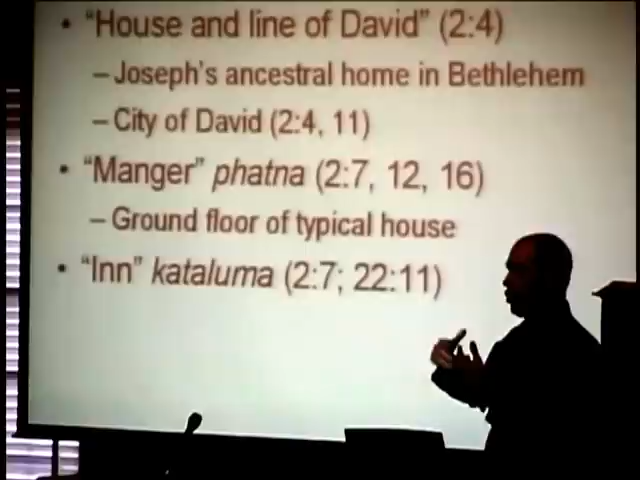 • “House and line of David” (2:4)
– Joseph’s ancestral home in Bethlehem
– City of David (2:4, 11)
• “Manger” phatna (2:7, 12, 16)
– Ground floor of typical house
• “Inn” kataluma (2:7; 22:11)